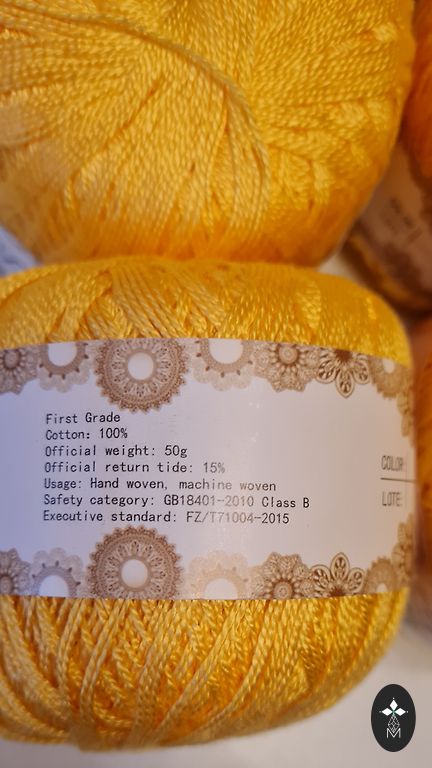 First Grade
Cotton: 100%
Official weight: 50g
Official return tide: 15%
Usage: Hand woven, machine woven
Safety category: GB18401-2010 Class B
Executive standard: FZ/T71004-2015
COLOR:
LOTE:
M